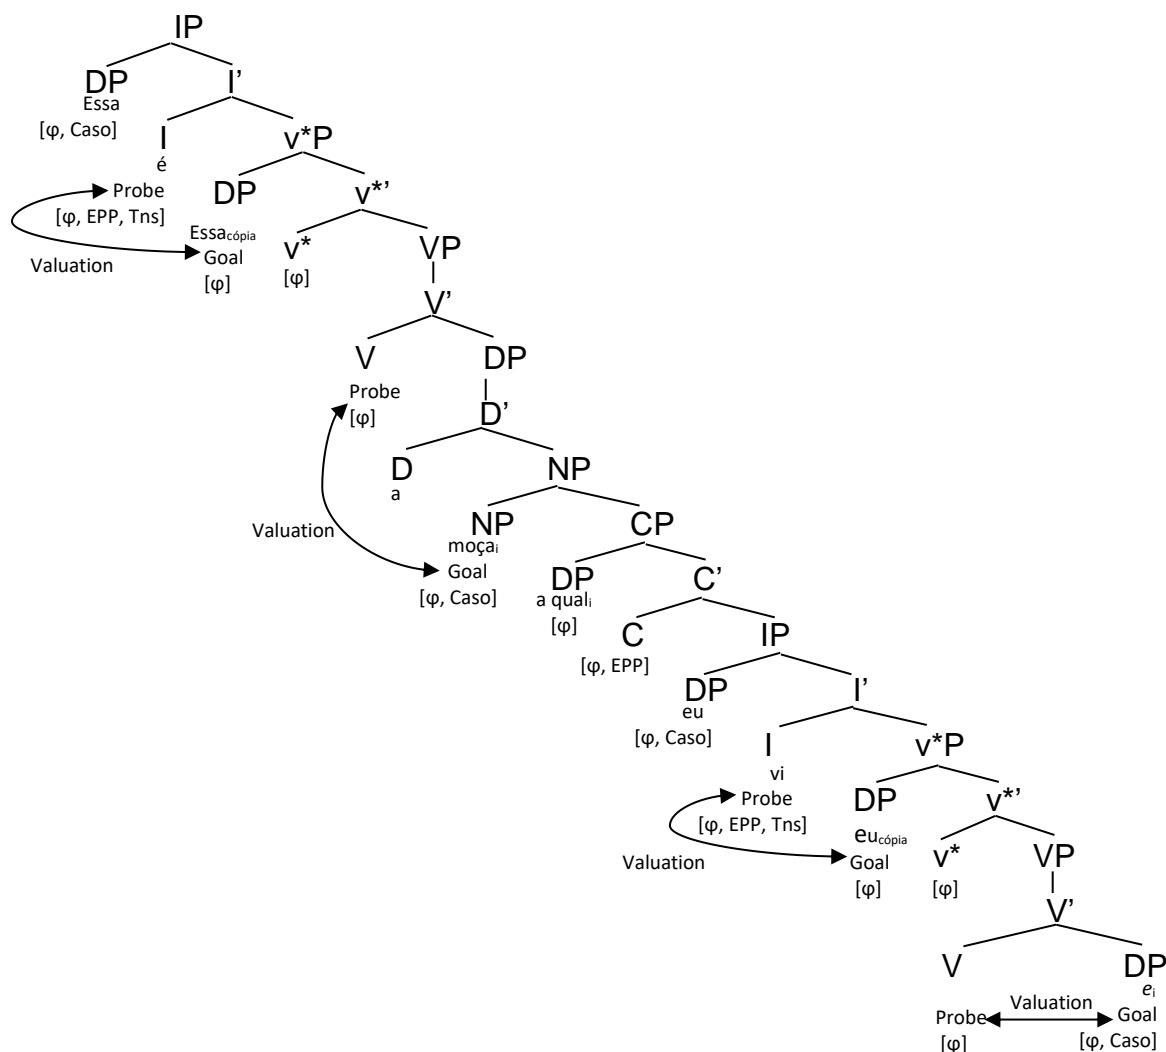 IP
DP I’
Essa
[φ, Caso]
I v*P
é
Probe DP v*’
[φ, EPP, Tns]
Essacópia v* VP
Valuation Goal [φ]
[φ]
V’
V DP
Probe
[φ]
D’
D NP
a
Valuation NP CP
moçai
Goal DP C’
[φ, Caso] a quali
[φ]
C IP
[φ, EPP]
DP I’
eu
[φ, Caso]
I v*P
vi
Probe DP v*’
[φ, EPP, Tns]
eucópia v* VP
Valuation Goal [φ]
[φ]
V’
V DP
ei
Probe Valuation Goal
[φ] [φ, Caso]